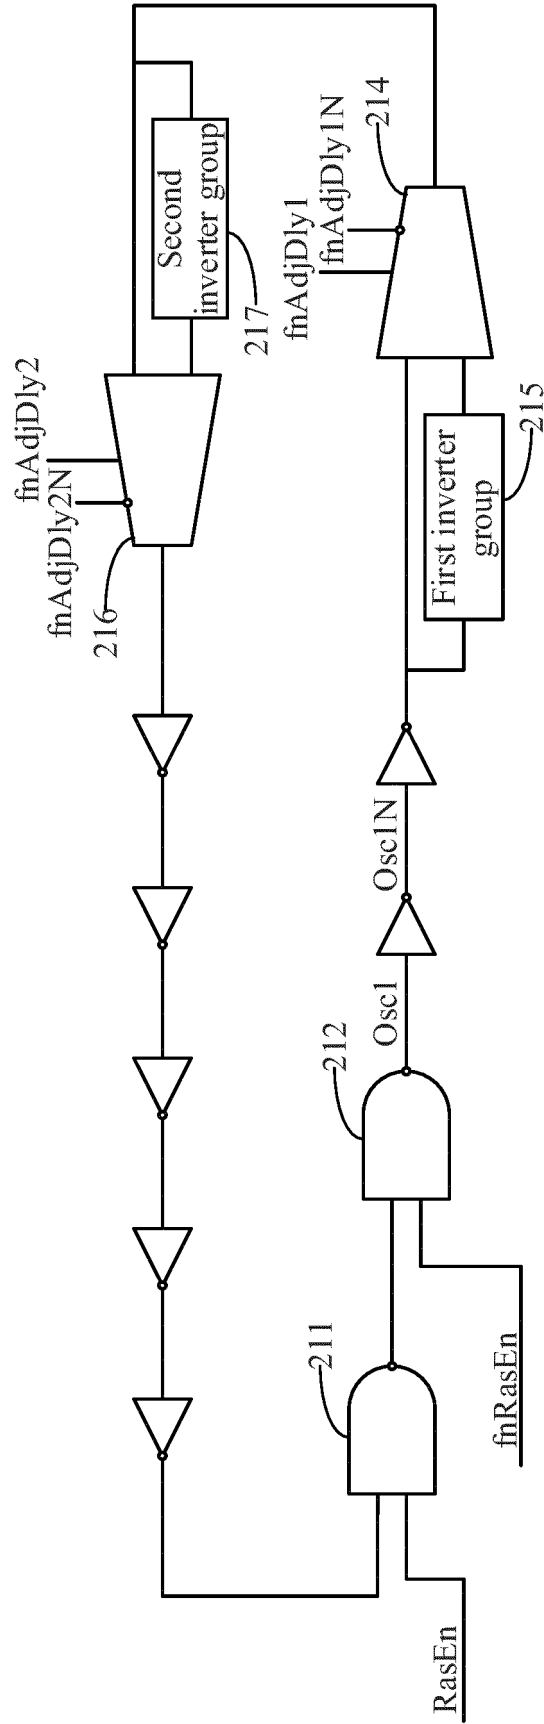 fnAdjDly2
fnAdjDly2N
216
Second
inverter group
217
fnAdjDly1
fnAdjDly1N
214
First inverter
group
215
Osc1N
Osc1
212
211
fnRasEn
RasEn